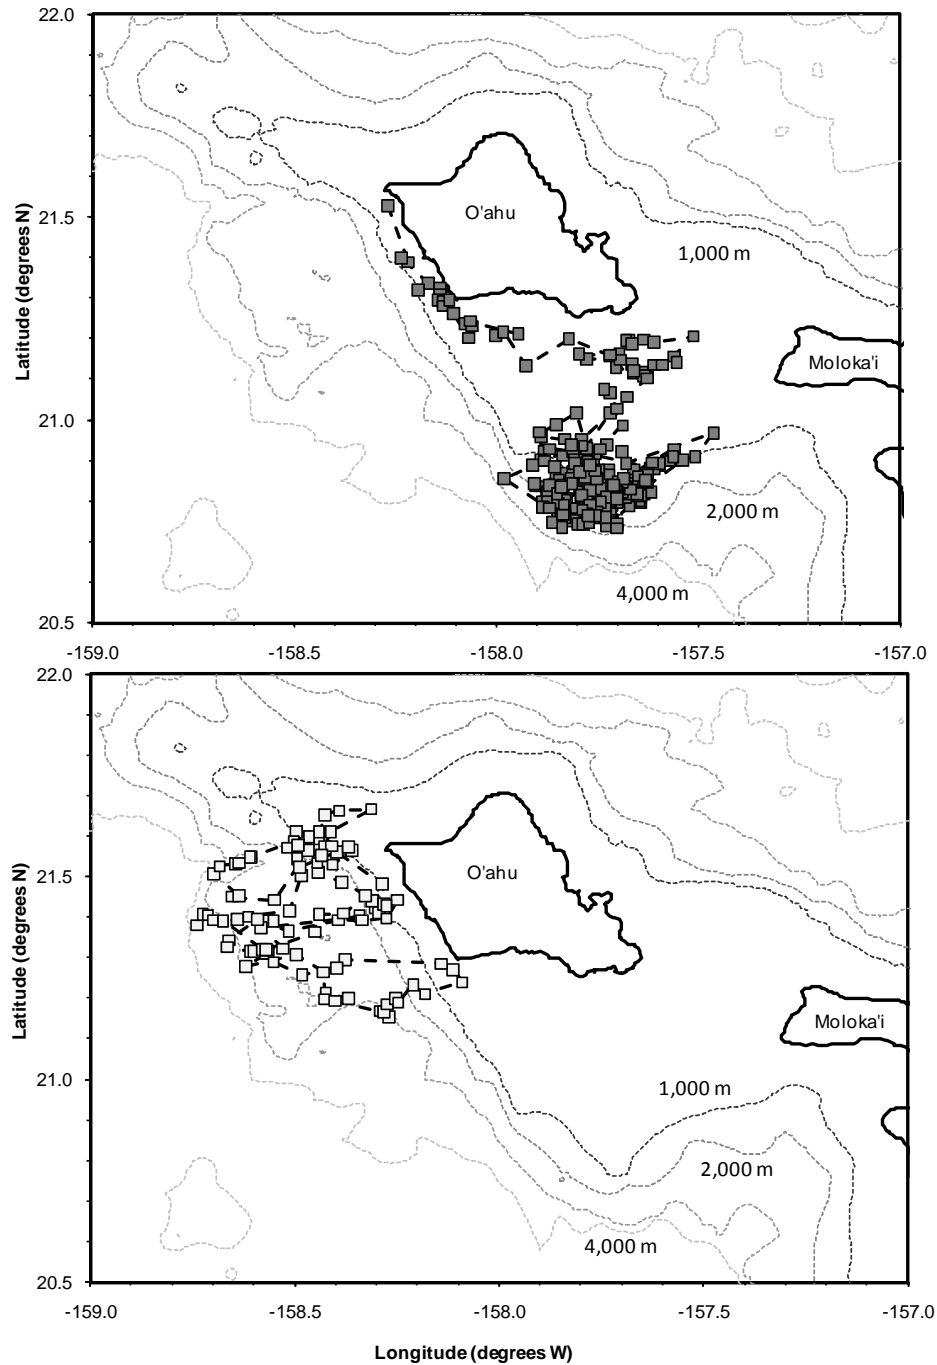 22.0
O'ahu
21.5
1,000 m
Latitude (degrees N)
Moloka'i
21.0
2,000 m
4,000 m
20.5
-159.0 -158.5 -158.0 -157.5 -157.0
22.0
21.5
O'ahu
Latitude (degrees N)
Moloka'i
21.0
1,000 m
2,000 m
4,000 m
20.5
-159.0 -158.5 -158.0 -157.5 -157.0
Longitude (degrees W)